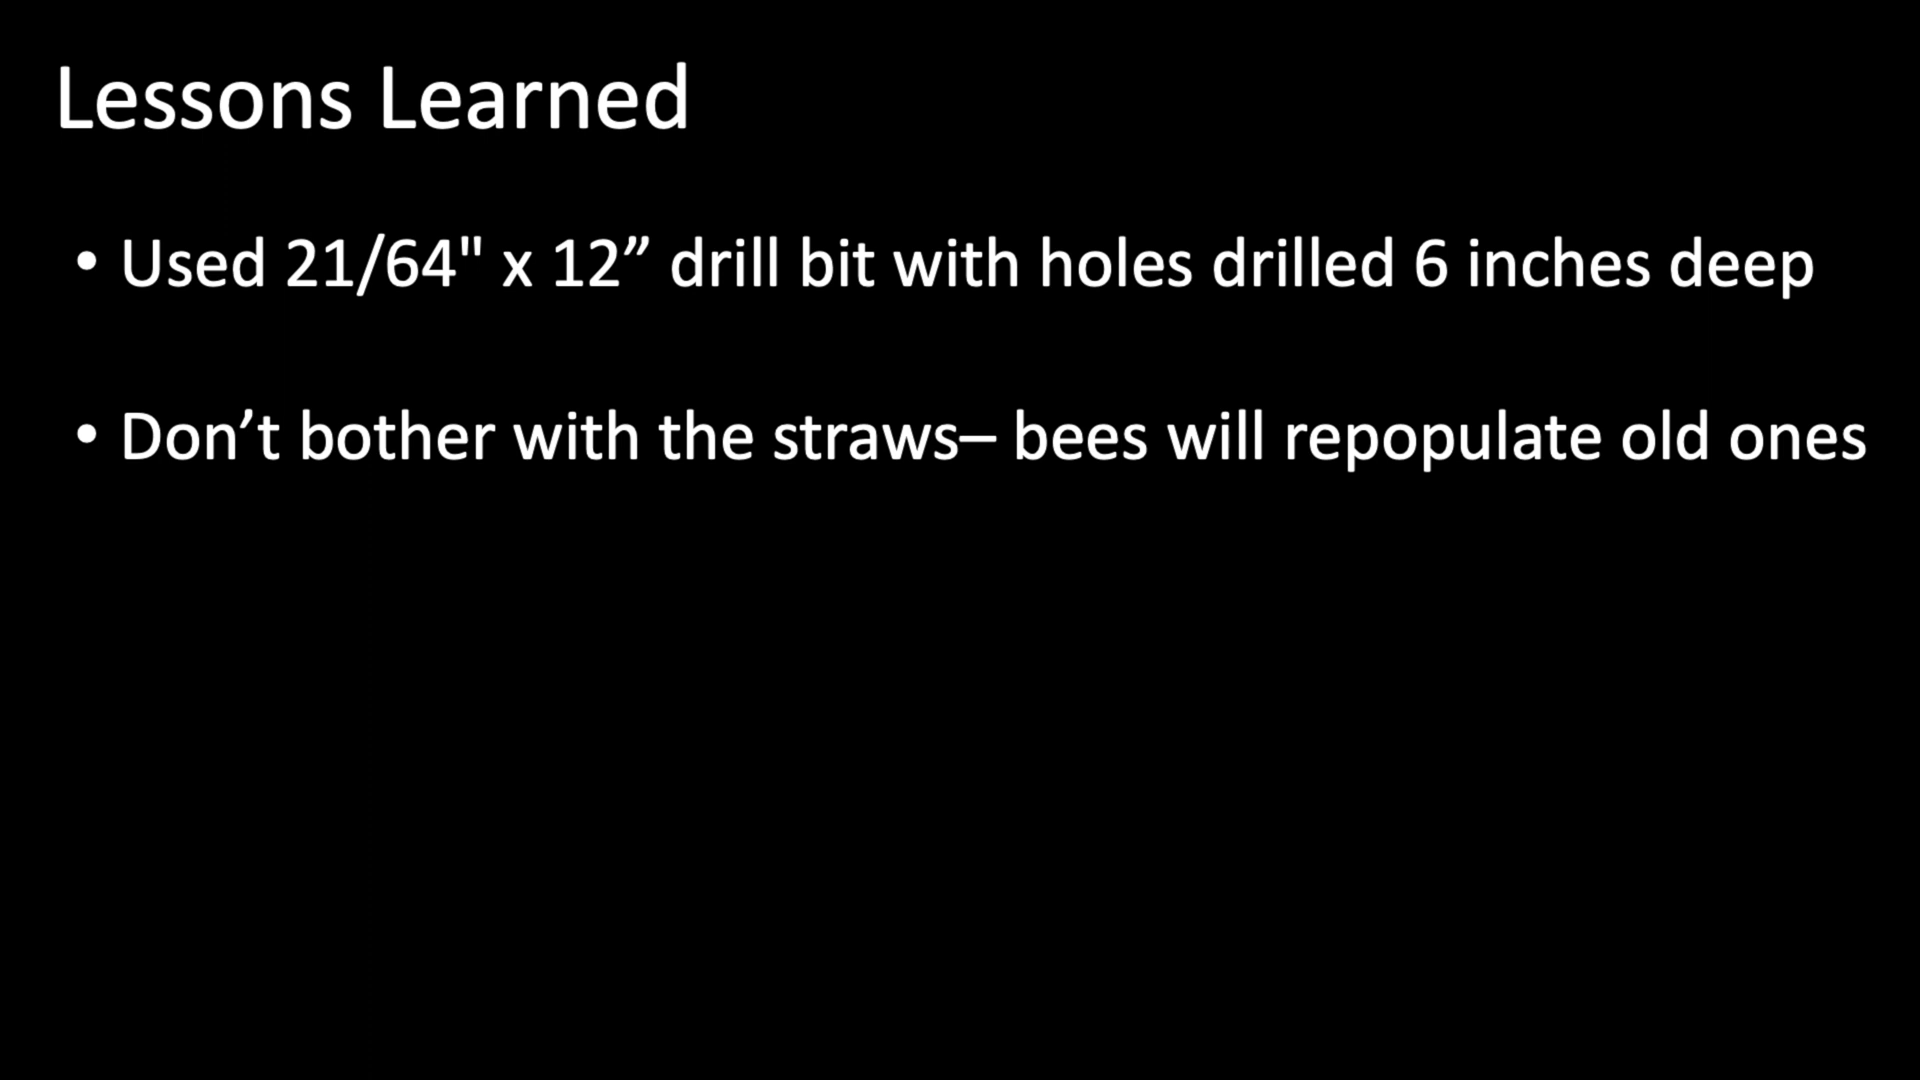 Lessons Learned
• Used 21/64" x 12” drill bit with holes drilled 6 inches deep
• Don’t bother with the straws– bees will repopulate old ones